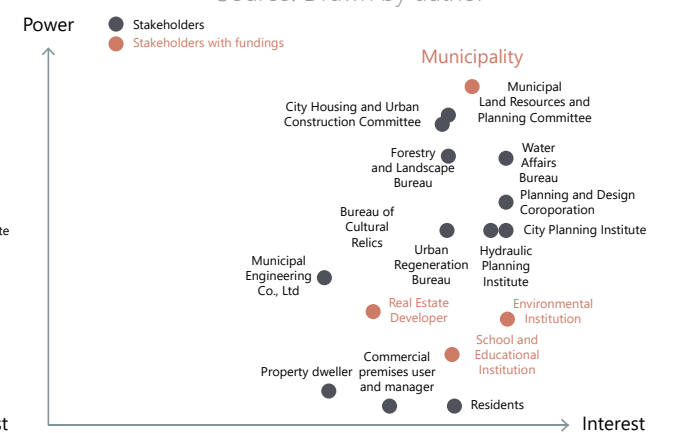 Power
Stakeholders
Stakeholders with fundings
Municipality
City Housing and Urban
Construction Committee
Municipal
Land Resources and
Planning Committee
Forestry
and Landscape
Bureau
Water
Affairs
Bureau
Planning and Design
Coroporation
Bureau of
Cultural
Relics
Urban
Regeneration
Bureau
City Planning Institute
Hydraulic
Planning
Institute
Municipal
Engineering
Co., Ltd
Real Estate
Developer
Environmental
Institution
School and
Educational
Institution
Property dweller
Commercial
premises user
and manager
Residents
Interest